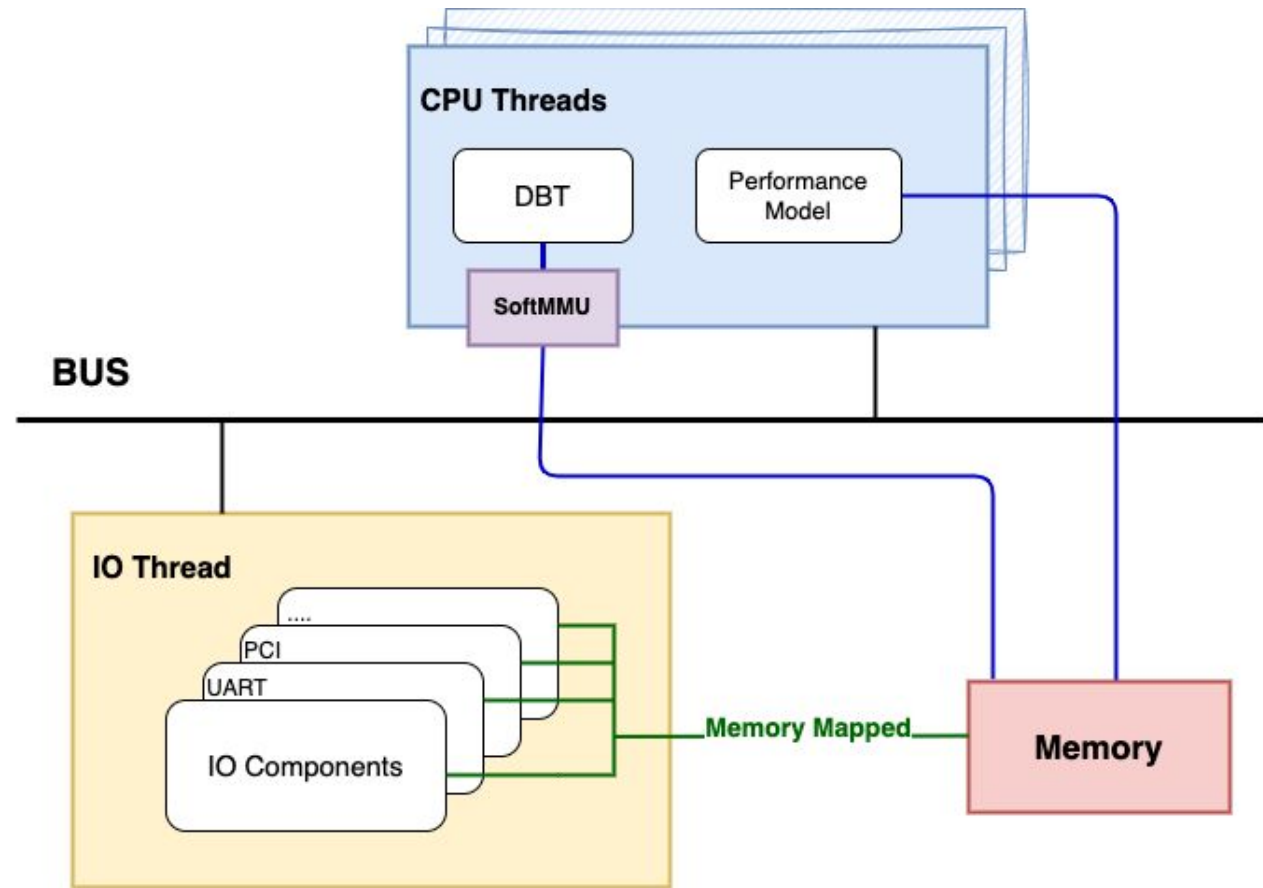 CPU Threads
DBT
Performance
Model
SoftMMU
BUS
IO Thread
....
PCI
UART
IO Components
Memory Mapped
Memory